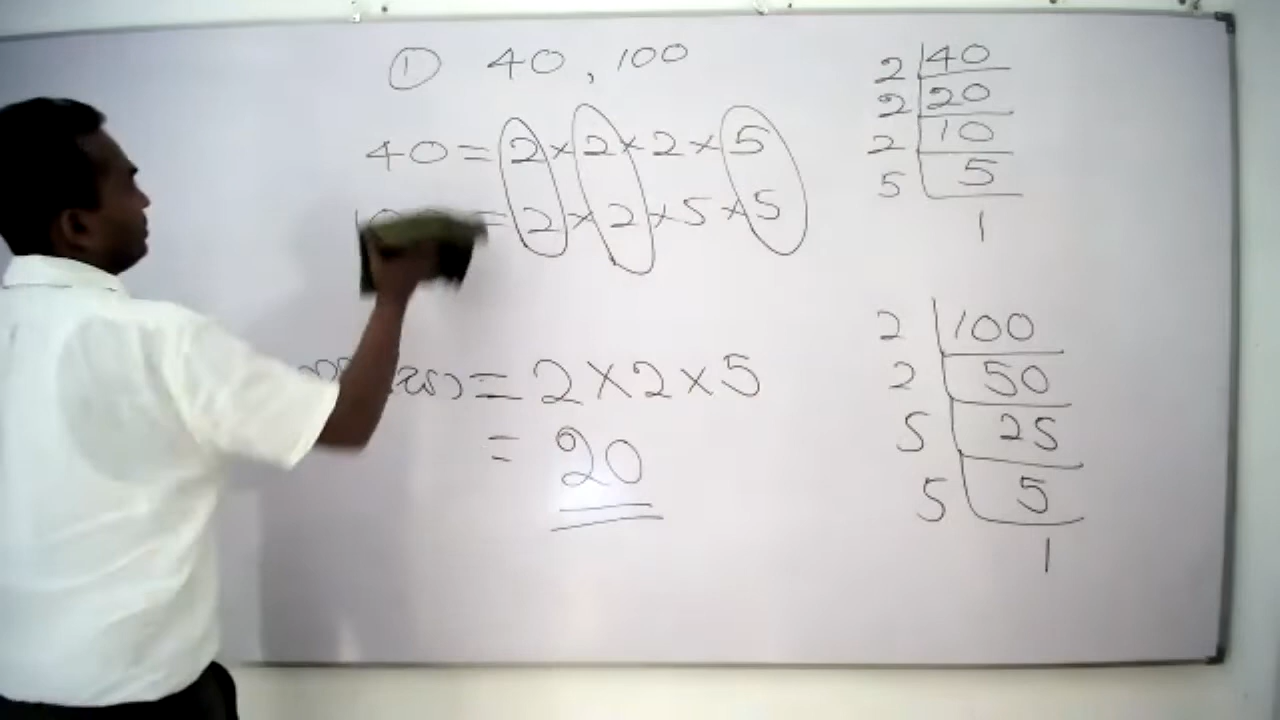 ① 40 , 100
40 = 2 × 2 × 2 × 5
= 2 × 2 × 5 × 5
= 2 × 2 × 5
= 20
2 40
2 20
2 10
5 5
1
2 100
2 50
5 25
5 5
1